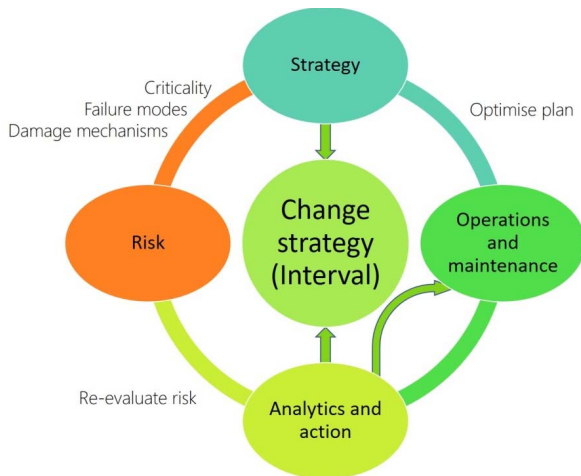 Strategy
Criticality
Failure modes
Damage mechanisms
Optimise plan
Risk
Change
strategy
(Interval)
Operations
and
maintenance
Re-evaluate risk
Analytics and
action